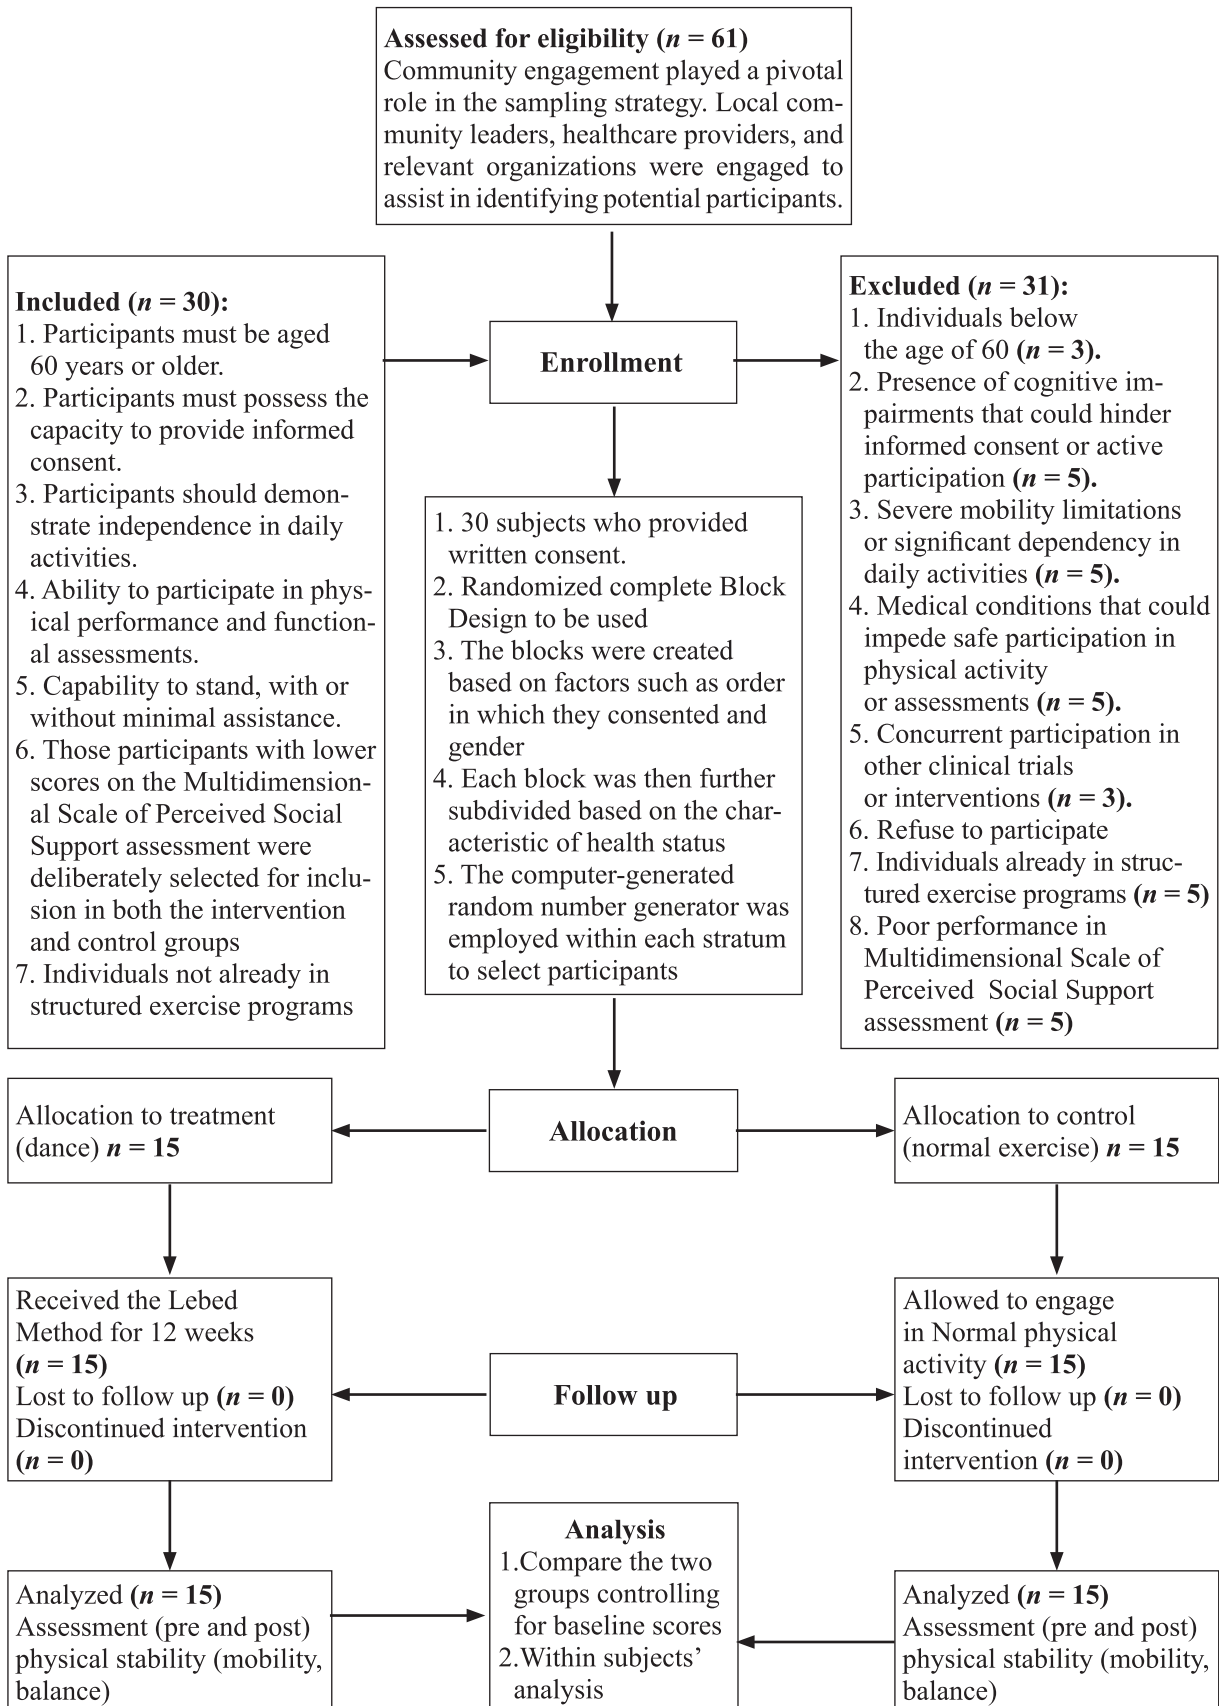 Assessed for eligibility (n = 61)
Community engagement played a pivotal
role in the sampling strategy. Local com-
munity leaders, healthcare providers, and
relevant organizations were engaged to
assist in identifying potential participants.
Included (n = 30):
1. Participants must be aged
60 years or older.
2. Participants must possess the
capacity to provide informed
consent.
3. Participants should demon-
strate independence in daily
activities.
4. Ability to participate in phys-
ical performance and function-
al assessments.
5. Capability to stand, with or
without minimal assistance.
6. Those participants with lower
scores on the Multidimension-
al Scale of Perceived Social
Support assessment were
deliberately selected for inclu-
sion in both the intervention
and control groups
7. Individuals not already in
structured exercise programs
Enrollment
Excluded (n = 31):
1. Individuals below
the age of 60 (n = 3).
2. Presence of cognitive im-
pairments that could hinder
informed consent or active
participation (n = 5).
3. Severe mobility limitations
or significant dependency in
daily activities (n = 5).
4. Medical conditions that could
impede safe participation in
physical activity
or assessments (n = 5).
5. Concurrent participation in
other clinical trials
or interventions (n = 3).
6. Refuse to participate
7. Individuals already in struc-
tured exercise programs (n = 5)
8. Poor performance in
Multidimensional Scale of
Perceived Social Support
assessment (n = 5)
1. 30 subjects who provided
written consent.
2. Randomized complete Block
Design to be used
3. The blocks were created
based on factors such as order
in which they consented and
gender
4. Each block was then further
subdivided based on the char-
acteristic of health status
5. The computer-generated
random number generator was
employed within each stratum
to select participants
Allocation to treatment
(dance) n = 15
Allocation
Allocation to control
(normal exercise) n = 15
Received the Lebed
Method for 12 weeks
(n = 15)
Lost to follow up (n = 0)
Discontinued intervention
(n = 0)
Follow up
Allowed to engage
in Normal physical
activity (n = 15)
Lost to follow up (n = 0)
Discontinued
intervention (n = 0)
Analyzed (n = 15)
Assessment (pre and post)
physical stability (mobility,
balance)
Analysis
1.Compare the two
groups controlling
for baseline scores
2.Within subjects’
analysis
Analyzed (n = 15)
Assessment (pre and post)
physical stability (mobility,
balance)